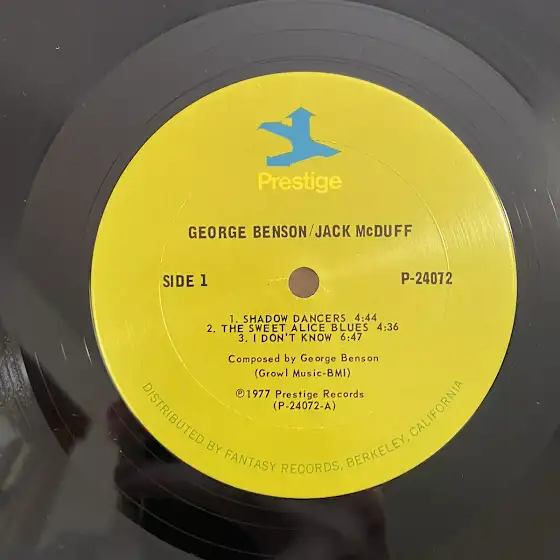 Prestige
GEORGE BENSON/JACK McDUFF
SIDE 1
P-24072
1. SHADOW DANCERS 4:44
2. THE SWEET ALICE BLUES 4:36
3. I DON'T KNOW 6:47
Composed by George Benson
(Growl Music-BMI)
℗1977 Prestige Records
(P-24072-A)
DISTRIBUTED BY FANTASY RECORDS, BERKELEY, CALIFORNIA